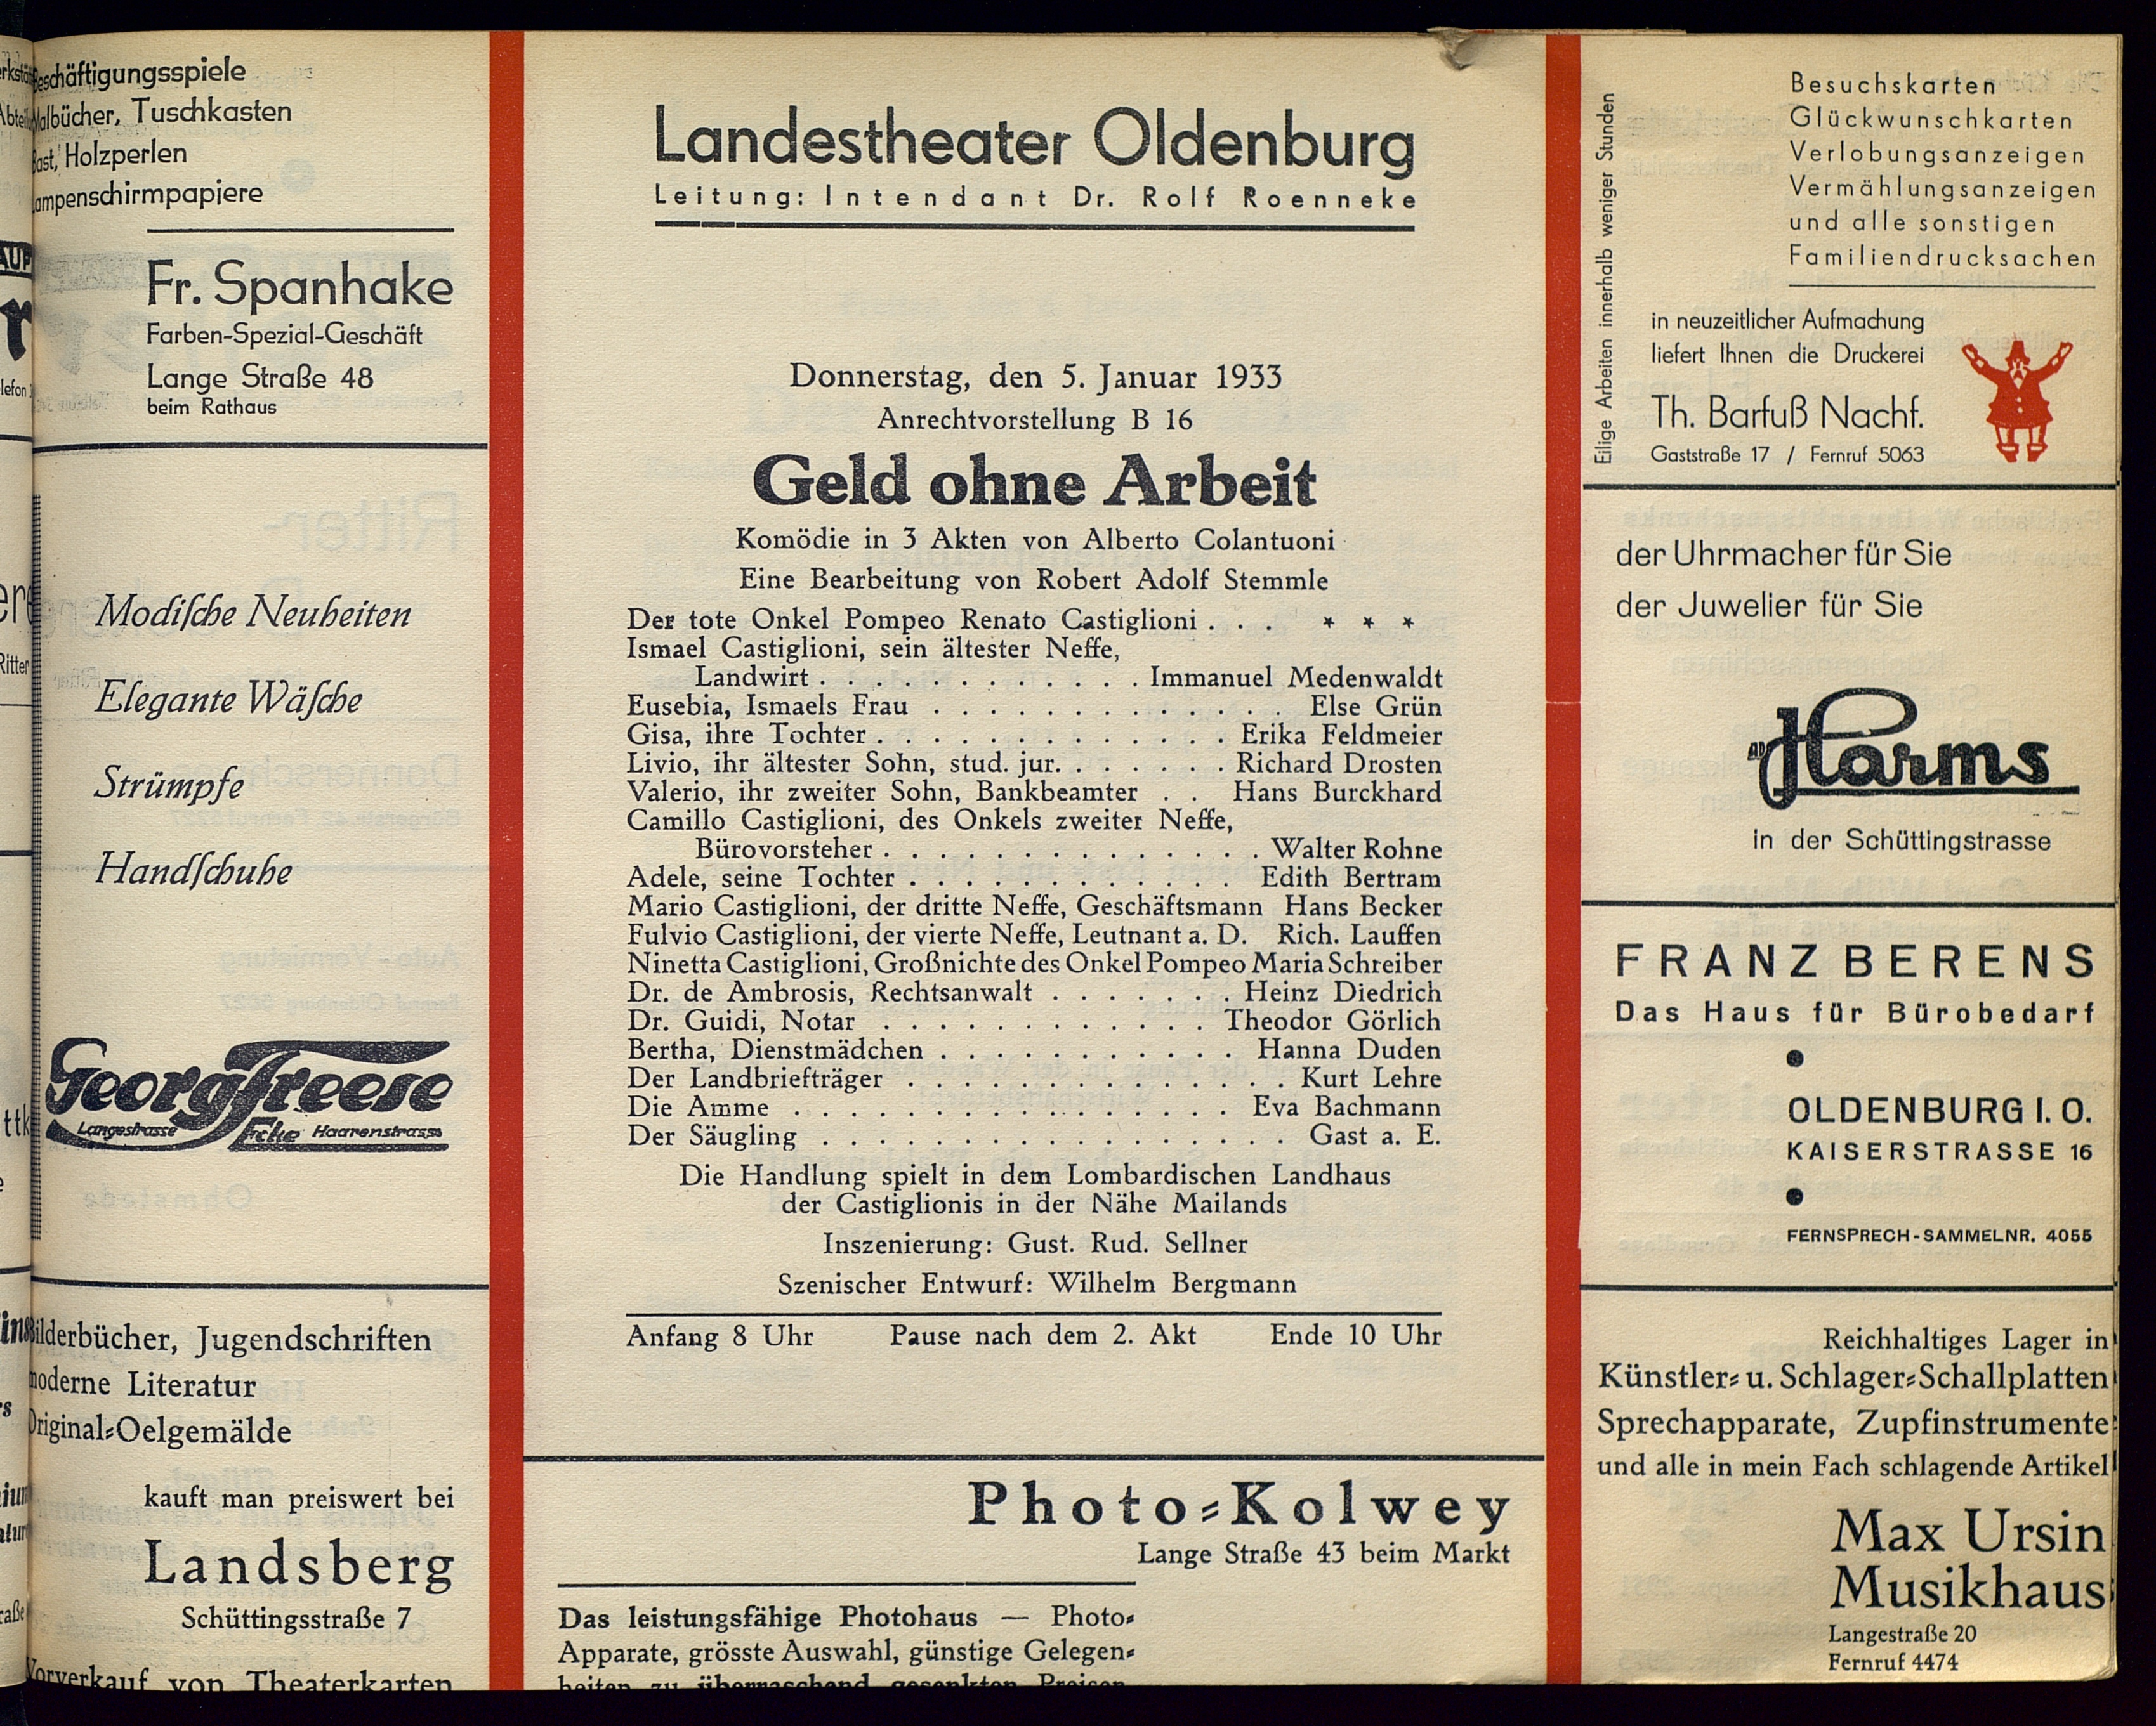 Beschäftigungsspiele
Malbücher, Tuschkasten
Bast, Holzperlen
Lampenschirmpapiere
Fr. Spanhake
Farben-Spezial-Geschäft
Lange Straße 48
beim Rathaus
Modiſche Neuheiten
Elegante Wäſche
Strümpfe
Handſchuhe
Georg Freese
Langestrasse Ecke Haarenstrasse
Bilderbücher, Jugendschriften
moderne Literatur
Original-Oelgemälde
kauft man preiswert bei
Landsberg
Schüttingsstraße 7
Vorverkauf von Theaterkarten
Landestheater Oldenburg
Leitung: Intendant Dr. Rolf Roenneke
Donnerstag, den 5. Januar 1933
Anrechtvorstellung B 16
Geld ohne Arbeit
Komödie in 3 Akten von Alberto Colantuoni
Eine Bearbeitung von Robert Adolf Stemmle
Der tote Onkel Pompeo Renato Castiglioni . . . * * *
Ismael Castiglioni, sein ältester Neffe,
Landwirt . . . . . . . . . . . . Immanuel Medenwaldt
Eusebia, Ismaels Frau . . . . . . . . . . . . . Else Grün
Gisa, ihre Tochter . . . . . . . . . . . . . Erika Feldmeier
Livio, ihr ältester Sohn, stud. jur. . . . . . . Richard Drosten
Valerio, ihr zweiter Sohn, Bankbeamter . . Hans Burckhard
Camillo Castiglioni, des Onkels zweiter Neffe,
Bürovorsteher . . . . . . . . . . . . . . Walter Rohne
Adele, seine Tochter . . . . . . . . . . . . Edith Bertram
Mario Castiglioni, der dritte Neffe, Geschäftsmann Hans Becker
Fulvio Castiglioni, der vierte Neffe, Leutnant a. D. Rich. Lauffen
Ninetta Castiglioni, Großnichte des Onkel Pompeo Maria Schreiber
Dr. de Ambrosis, Rechtsanwalt . . . . . . . Heinz Diedrich
Dr. Guidi, Notar . . . . . . . . . . . . Theodor Görlich
Bertha, Dienstmädchen . . . . . . . . . . . Hanna Duden
Der Landbriefträger . . . . . . . . . . . . . . Kurt Lehre
Die Amme . . . . . . . . . . . . . . . . Eva Bachmann
Der Säugling . . . . . . . . . . . . . . . . . Gast a. E.
Die Handlung spielt in dem Lombardischen Landhaus
der Castiglionis in der Nähe Mailands
Inszenierung: Gust. Rud. Sellner
Szenischer Entwurf: Wilhelm Bergmann
Anfang 8 Uhr Pause nach dem 2. Akt Ende 10 Uhr
Photo-Kolwey
Lange Straße 43 beim Markt
Das leistungsfähige Photohaus — Photo-
Apparate, grösste Auswahl, günstige Gelegen-
heiten zu überraschend gesenkten Preisen
Eilige Arbeiten innerhalb weniger Stunden
Besuchskarten
Glückwunschkarten
Verlobungsanzeigen
Vermählungsanzeigen
und alle sonstigen
Familiendrucksachen
in neuzeitlicher Aufmachung
liefert Ihnen die Druckerei
Th. Barfuß Nachf.
Gaststraße 17 / Fernruf 5063
der Uhrmacher für Sie
der Juwelier für Sie
AD. Harms
in der Schüttingstrasse
FRANZ BERENS
Das Haus für Bürobedarf
OLDENBURG I. O.
KAISERSTRASSE 16
FERNSPRECH-SAMMELNR. 4055
Reichhaltiges Lager in
Künstler- u. Schlager-Schallplatten
Sprechapparate, Zupfinstrumente
und alle in mein Fach schlagende Artikel
Max Ursin
Musikhaus
Langestraße 20
Fernruf 4474